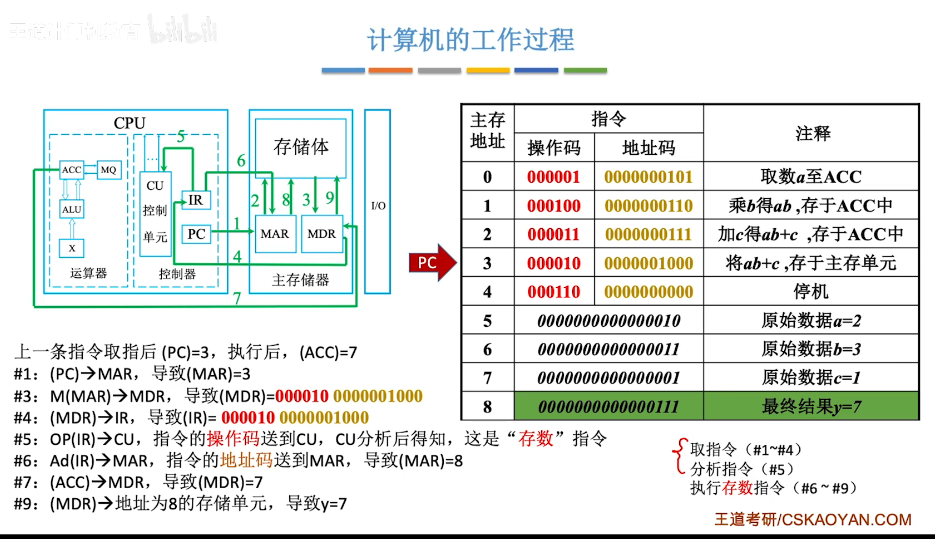 bilibili
计算机的工作过程
CPU
ACC
MQ
ALU
X
运算器
CU
控制
单元
...
IR
PC
控制器
5
6
1
4
7
存储体
2
8
3
9
MAR
MDR
主存储器
I/O
PC
主存地址 指令 注释
操作码 地址码
0 000001 0000000101 取数a至ACC
1 000100 0000000110 乘b得ab ,存于ACC中
2 000011 0000000111 加c得ab+c ,存于ACC中
3 000010 0000001000 将ab+c ,存于主存单元
4 000110 0000000000 停机
5 0000000000000010 原始数据a=2
6 0000000000000011 原始数据b=3
7 0000000000000001 原始数据c=1
8 0000000000000111 最终结果y=7
上一条指令取指后 (PC)=3，执行后，(ACC)=7
#1：(PC)→MAR，导致(MAR)=3
#3：M(MAR)→MDR，导致(MDR)=000010 0000001000
#4：(MDR)→IR，导致(IR)= 000010 0000001000
#5：OP(IR)→CU，指令的操作码送到CU，CU分析后得知，这是“存数”指令
#6：Ad(IR)→MAR，指令的地址码送到MAR，导致(MAR)=8
#7：(ACC)→MDR，导致(MDR)=7
#9：(MDR)→地址为8的存储单元，导致y=7
取指令（#1~#4）
分析指令（#5）
执行存数指令（#6 ~ #9）
王道考研/CSKAOYAN.COM